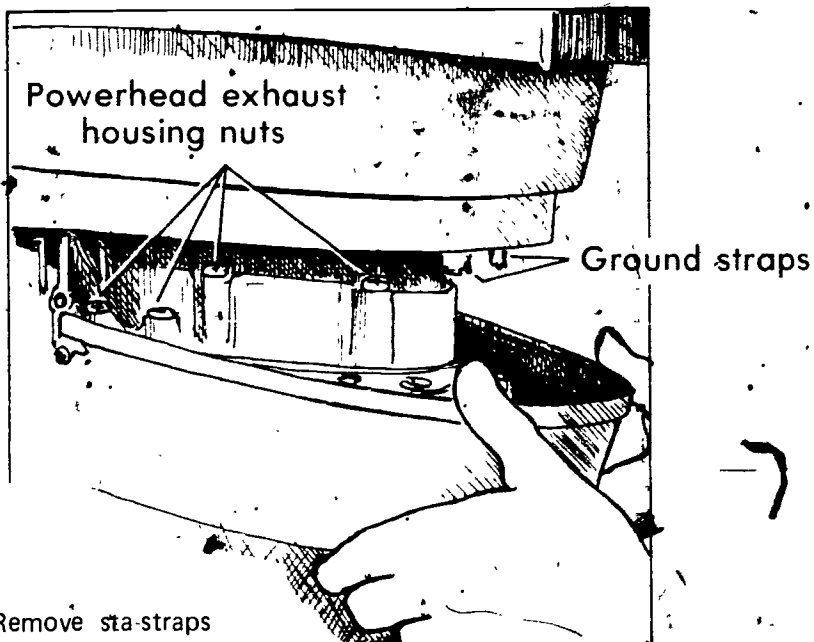 Powerhead exhaust
housing nuts
Ground straps
Remove sta-straps